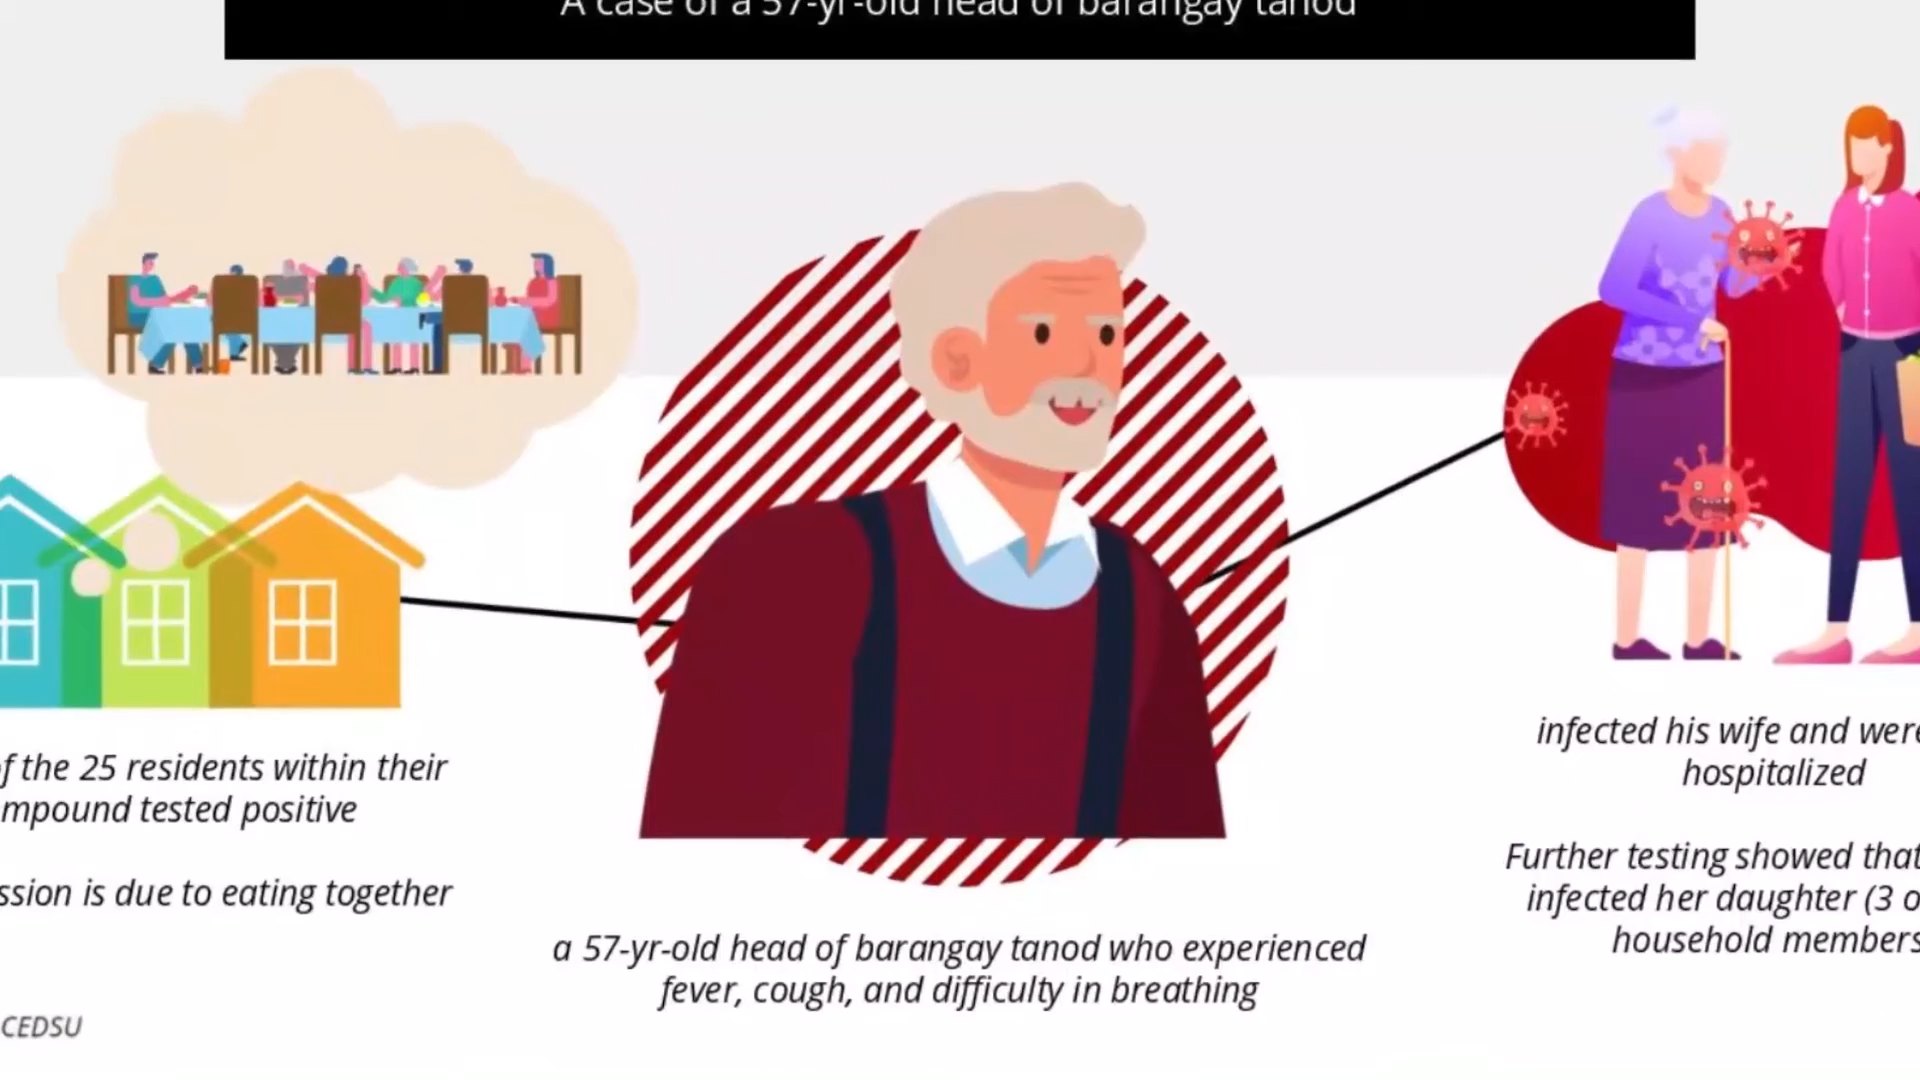 A case of a 57-yr-old head of barangay tanod
of the 25 residents within their
mpound tested positive
ssion is due to eating together
a 57-yr-old head of barangay tanod who experienced
fever, cough, and difficulty in breathing
infected his wife and were
hospitalized
Further testing showed that
infected her daughter (3 o
household members
CEDSU